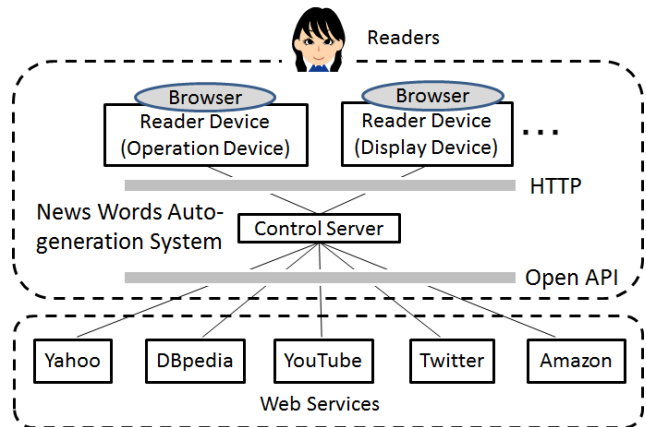 Readers
Browser
Browser
Reader Device
(Operation Device)
Reader Device
(Display Device)
...
HTTP
News Words Auto-
generation System
Control Server
Open API
Yahoo
DBpedia
YouTube
Twitter
Amazon
Web Services